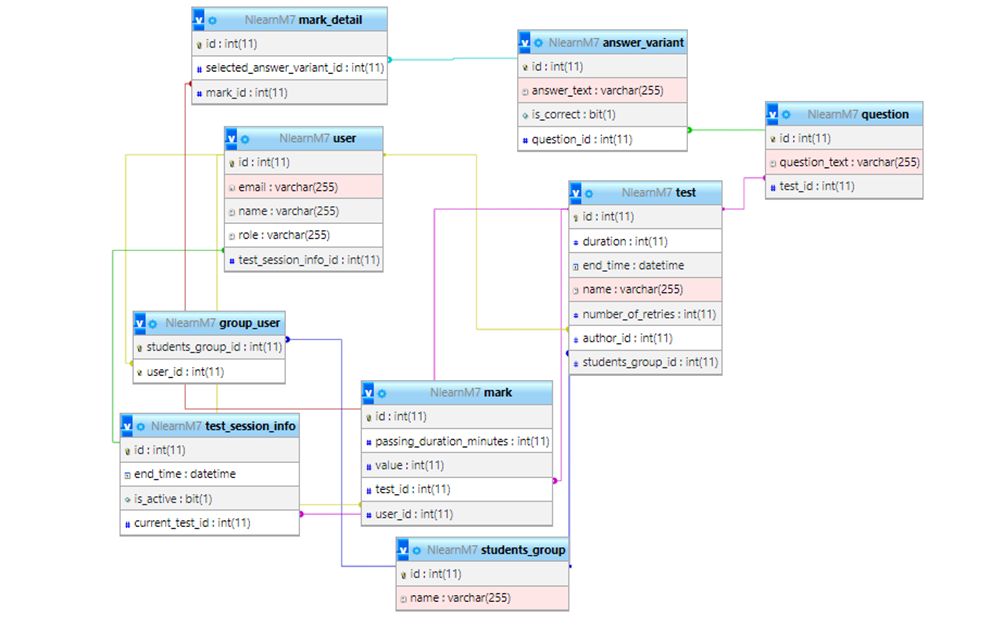 NlearnM7 mark_detail
id : int(11)
selected_answer_variant_id : int(11)
mark_id : int(11)
NlearnM7 answer_variant
id : int(11)
answer_text : varchar(255)
is_correct : bit(1)
question_id : int(11)
NlearnM7 question
id : int(11)
question_text : varchar(255)
test_id : int(11)
NlearnM7 user
id : int(11)
email : varchar(255)
name : varchar(255)
role : varchar(255)
test_session_info_id : int(11)
NlearnM7 test
id : int(11)
duration : int(11)
end_time : datetime
name : varchar(255)
number_of_retries : int(11)
author_id : int(11)
students_group_id : int(11)
NlearnM7 group_user
students_group_id : int(11)
user_id : int(11)
NlearnM7 mark
id : int(11)
passing_duration_minutes : int(11)
value : int(11)
test_id : int(11)
user_id : int(11)
NlearnM7 test_session_info
id : int(11)
end_time : datetime
is_active : bit(1)
current_test_id : int(11)
NlearnM7 students_group
id : int(11)
name : varchar(255)